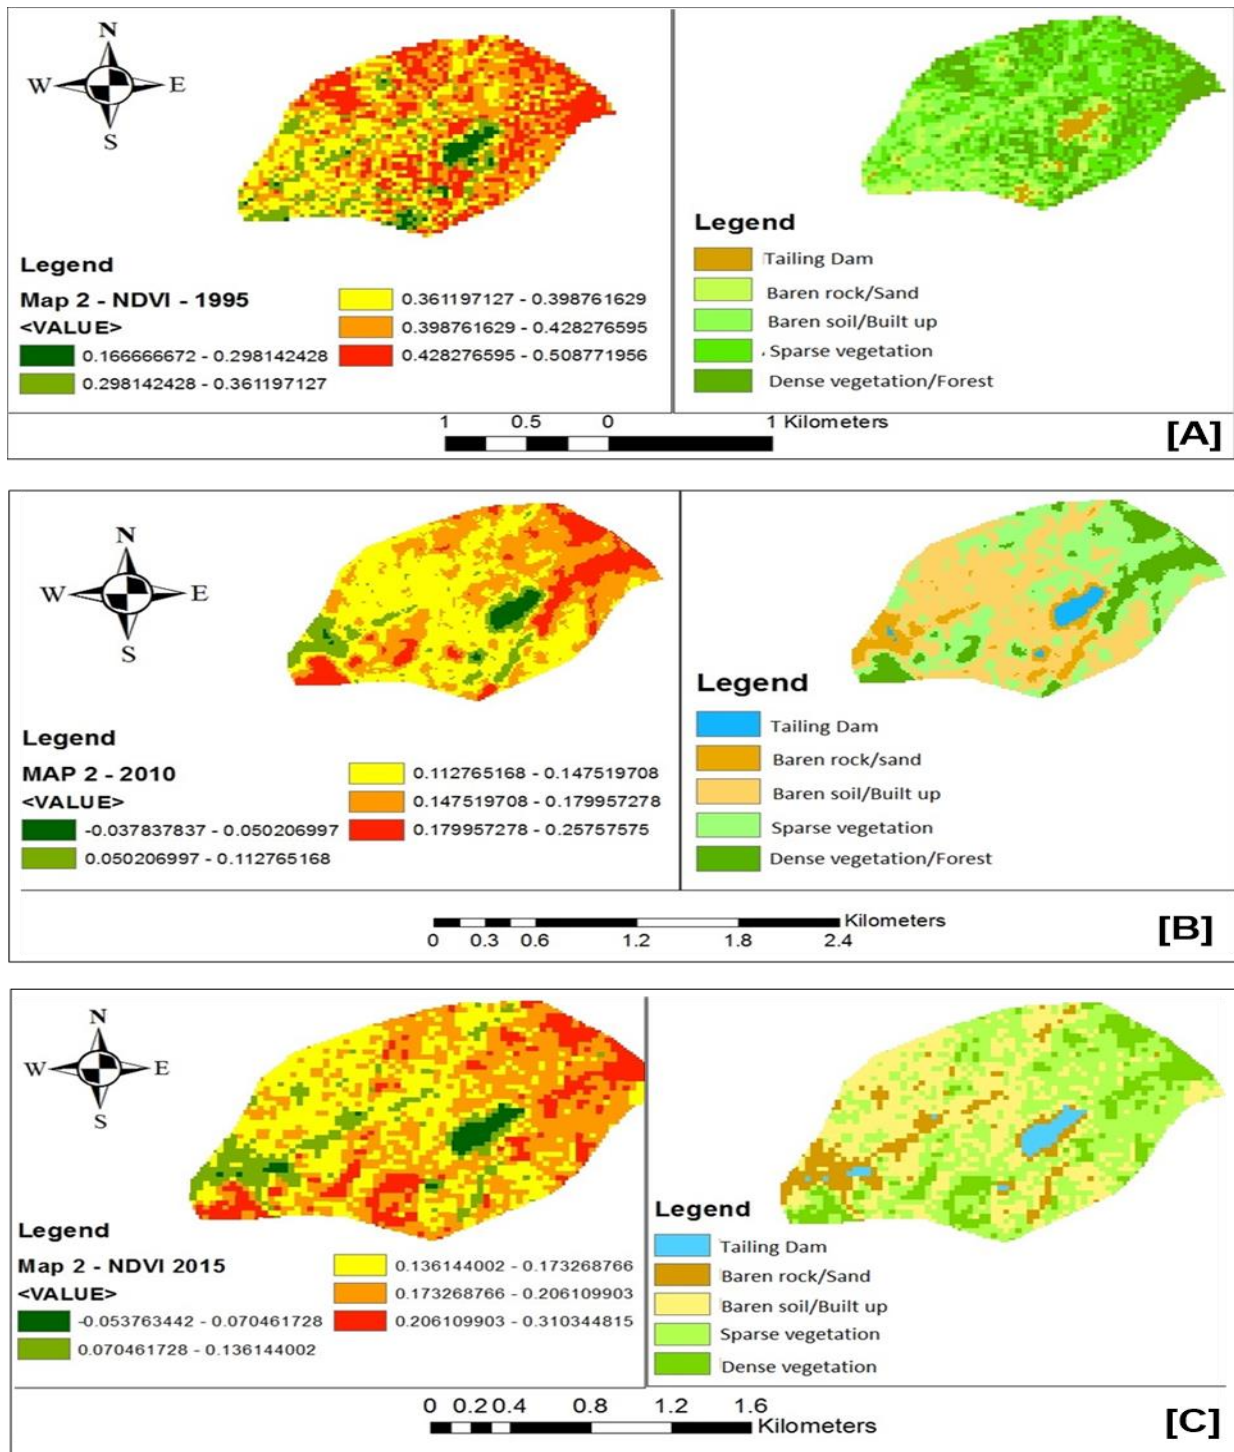 N
W E
S
Legend
Map 2 - NDVI - 1995
<VALUE>
0.166666672 - 0.298142428
0.298142428 - 0.361197127
0.361197127 - 0.398761629
0.398761629 - 0.428276595
0.428276595 - 0.508771956
Legend
Tailing Dam
Baren rock/Sand
Baren soil/Built up
Sparse vegetation
Dense vegetation/Forest
1 0.5 0 1 Kilometers
[A]
N
W E
S
Legend
MAP 2 - 2010
<VALUE>
-0.037837837 - 0.050206997
0.050206997 - 0.112765168
0.112765168 - 0.147519708
0.147519708 - 0.179957278
0.179957278 - 0.25757575
Legend
Tailing Dam
Baren rock/sand
Baren soil/Built up
Sparse vegetation
Dense vegetation/Forest
Kilometers
0 0.3 0.6 1.2 1.8 2.4
[B]
N
W E
S
Legend
Map 2 - NDVI 2015
<VALUE>
-0.053763442 - 0.070461728
0.070461728 - 0.136144002
0.136144002 - 0.173268766
0.173268766 - 0.206109903
0.206109903 - 0.310344815
Legend
Tailing Dam
Baren rock/Sand
Baren soil/Built up
Sparse vegetation
Dense vegetation
0 0.2 0.4 0.8 1.2 1.6
Kilometers
[C]